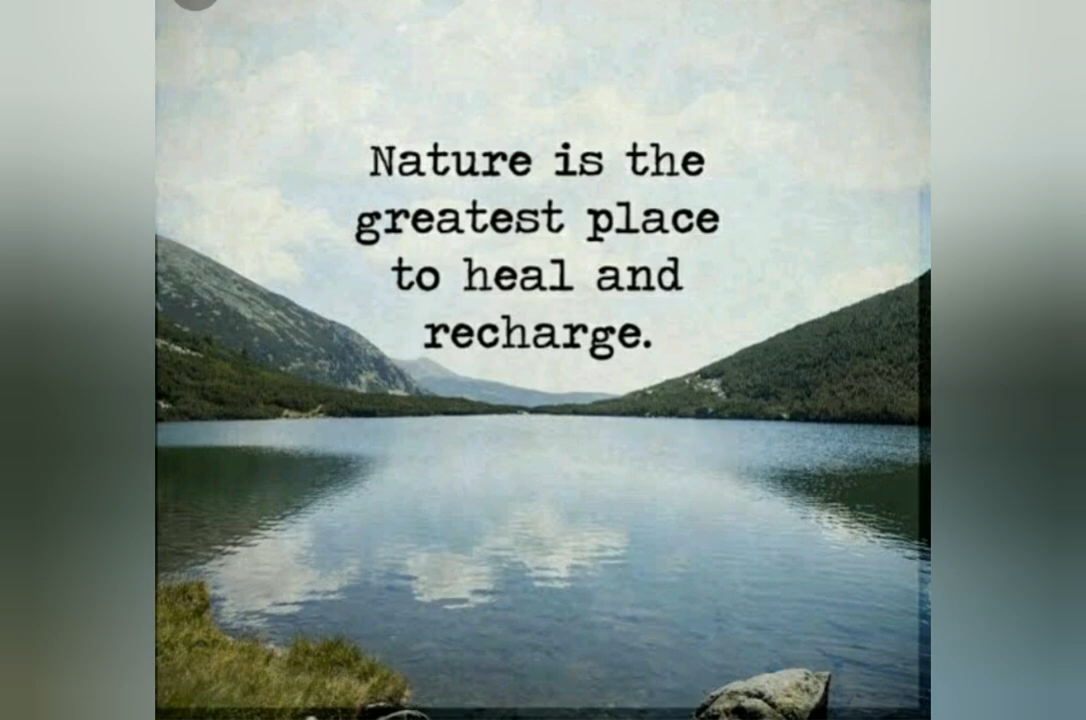 Nature is the
greatest place
to heal and
recharge.